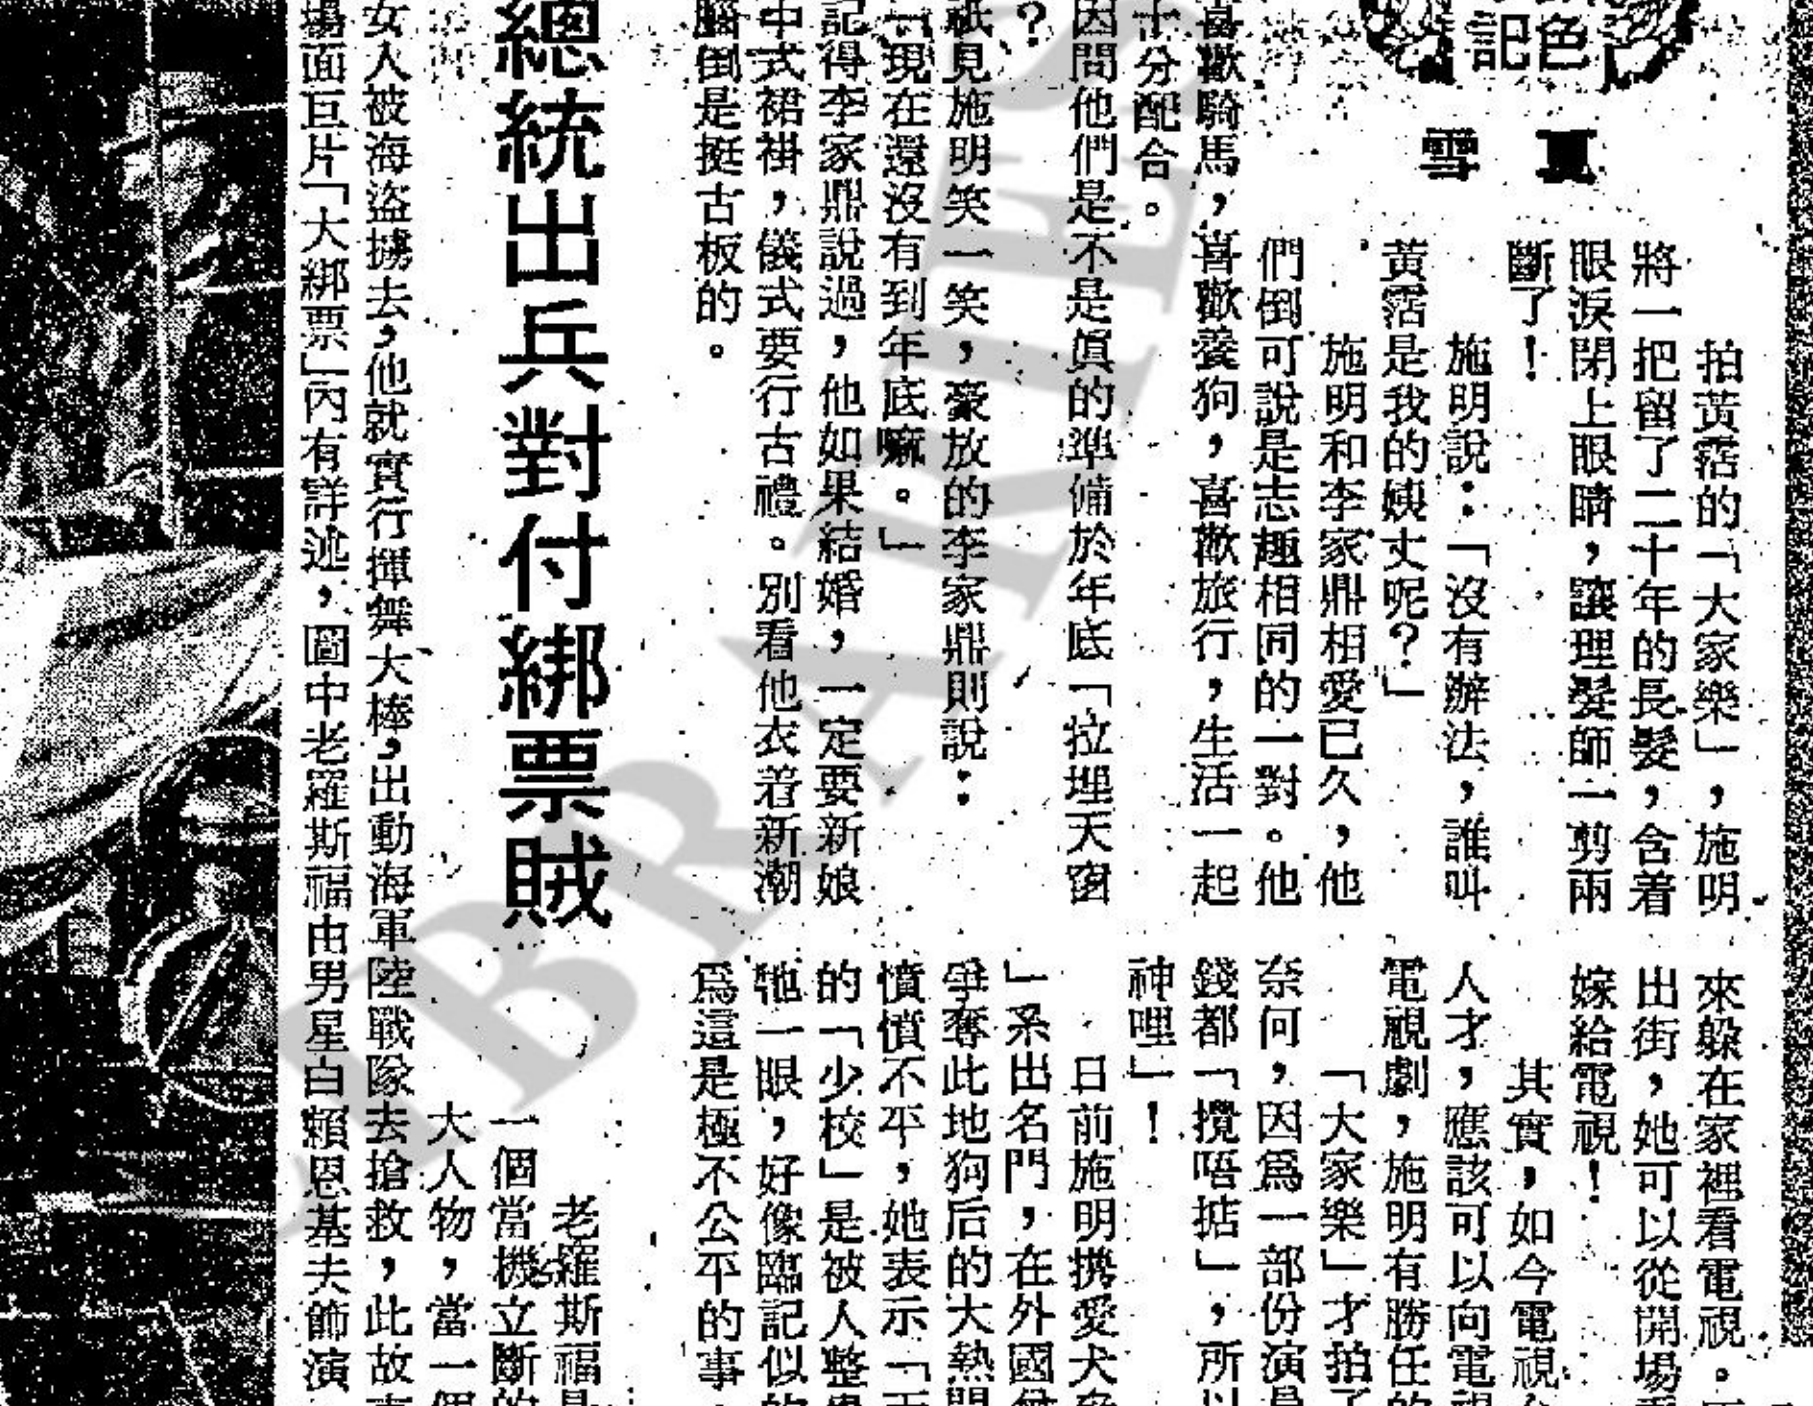 色
記
夏
雪
拍黃霑的「大家樂」，施明
將一把留了二十年的長髮，含着
眼淚閉上眼睛，讓理髮師一剪兩
斷了！
施明說：「沒有辦法，誰叫
黃霑是我的姨丈呢？」
施明和李家鼎相愛已久，他
們倒可說是志趣相同的一對。他
喜歡騎馬，喜歡養狗，喜歡旅行，生活一起
十分配合。
因問他們是不是眞的準備於年底「拉埋天窗
？
祇見施明笑一笑，豪放的李家鼎則說：
「現在還沒有到年底嘛。」
記得李家鼎說過，他如果結婚，一定要新娘
中式裙褂，儀式要行古禮。別看他衣着新潮
腦倒是挺古板的。
來躲在家裡看電視。
出街，她可以從開場
嫁給電視！
其實，如今電視
人才，應該可以向電視
電視劇，施明有勝任的
「大家樂」才拍了
奈何，因爲一部份演員
錢都「攪唔掂」，所以
神哩」！
日前施明携愛犬
」系出名門，在外國曾
爭奪此地狗后的大熱門
憤憤不平，她表示「
的「少校」是被人整蠱
牠一眼，好像臨記似的
爲這是極不公平的事
總統出兵對付綁票賊
老羅斯福是
一個當機立斷的
大人物，當一個
女人被海盜擄去，他就實行揮舞大棒，出動海軍陸戰隊去搶救，此故事
場面巨片「大綁票」內有詳述，圖中老羅斯福由男星白賴恩基夫飾演
LIBRARIES